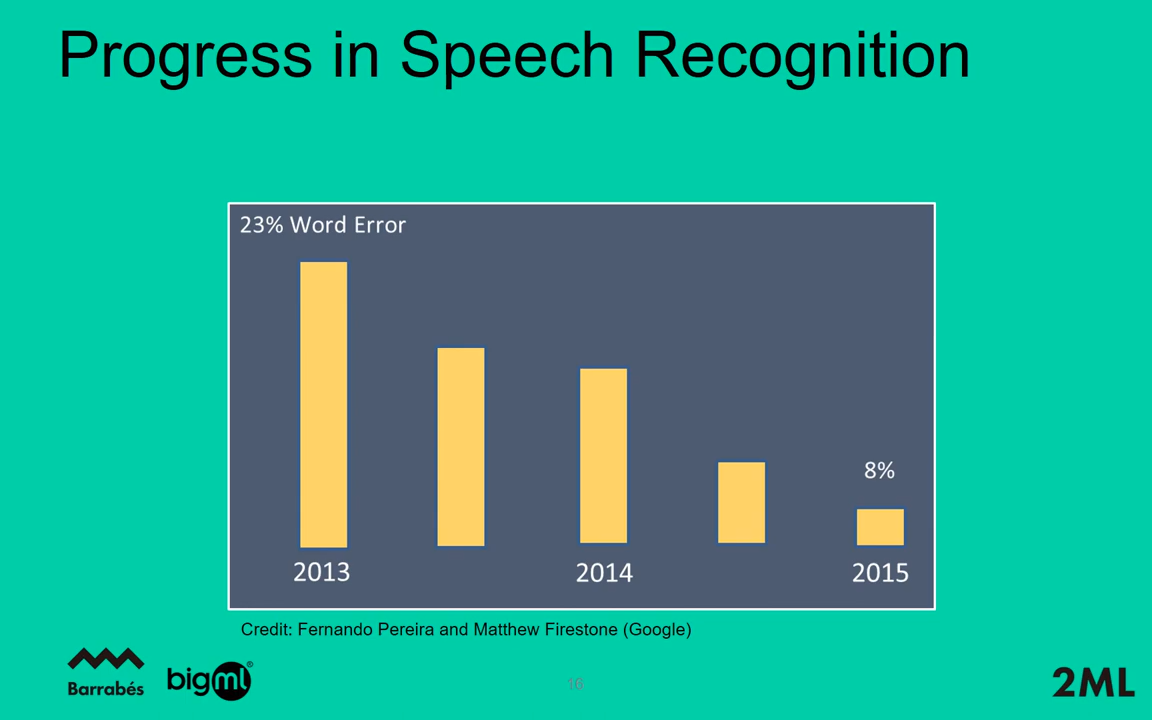 Progress in Speech Recognition
23% Word Error
8%
2013
2014
2015
Credit: Fernando Pereira and Matthew Firestone (Google)
Barrabés
bigml®
16
2ML